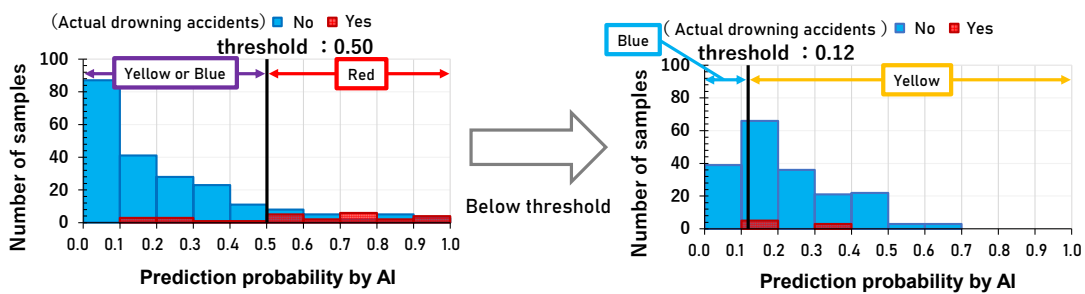 (Actual drowning accidents) No Yes
threshold : 0.50
Yellow or Blue
Red
Number of samples
100
80
60
40
20
0
0.0 0.1 0.2 0.3 0.4 0.5 0.6 0.7 0.8 0.9 1.0
Prediction probability by AI
Below threshold
Blue
(Actual drowning accidents) No Yes
threshold : 0.12
Yellow
Number of samples
100
80
60
40
20
0
0.0 0.1 0.2 0.3 0.4 0.5 0.6 0.7 0.8 0.9 1.0
Prediction probability by AI